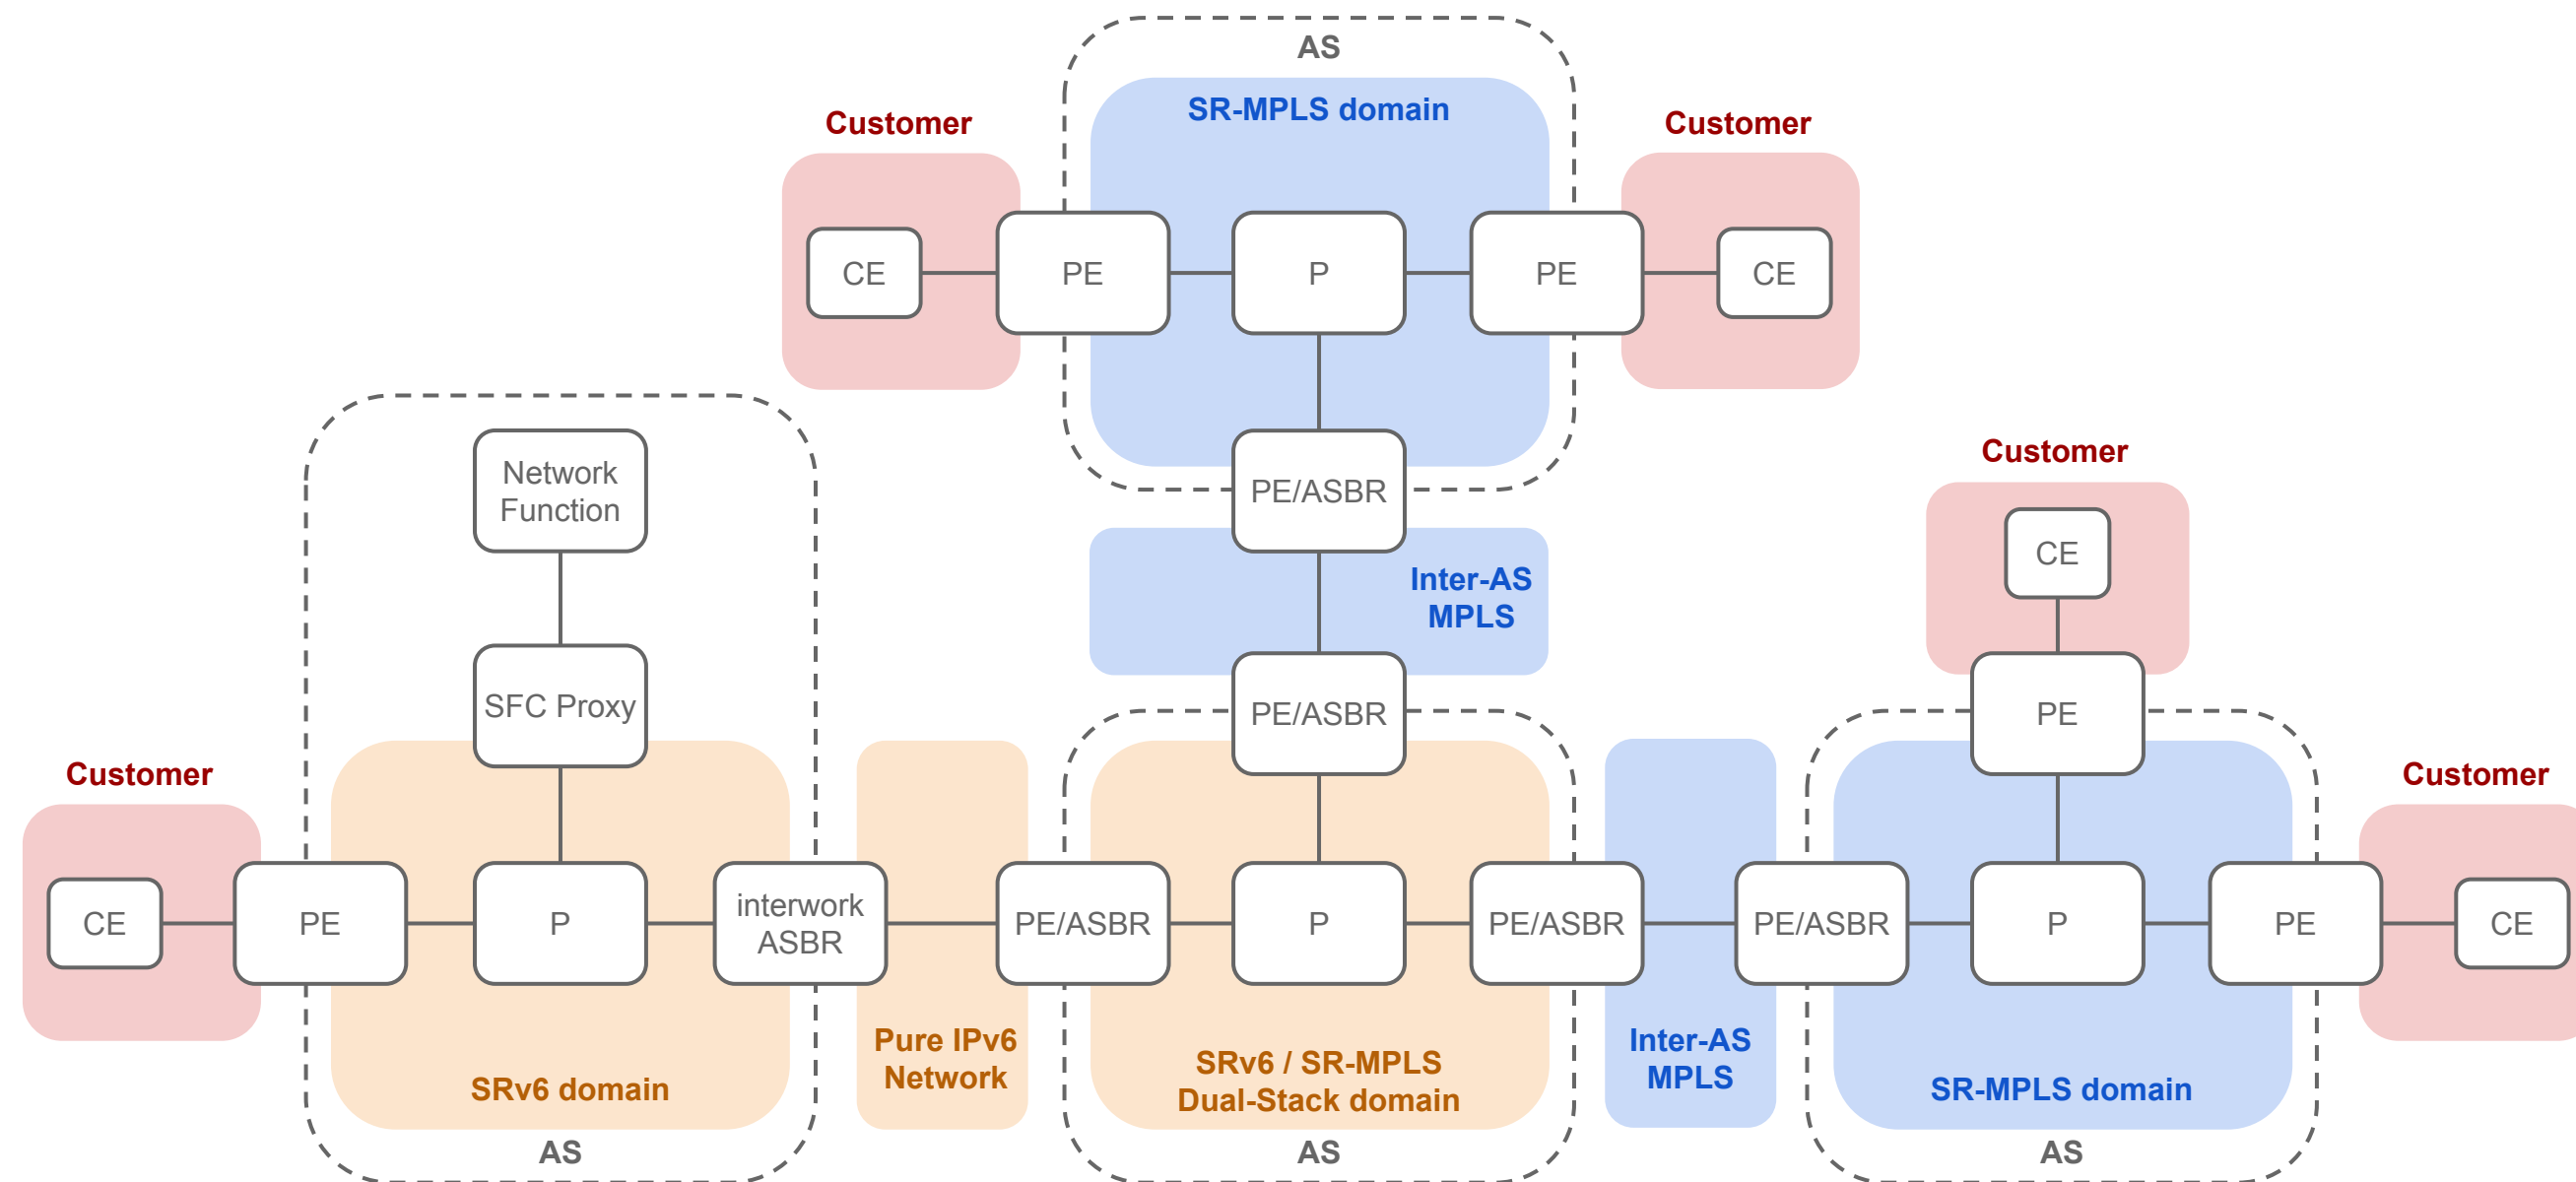 AS
SR-MPLS domain
Customer
Customer
CE
PE
P
PE
CE
PE/ASBR
Inter-AS
MPLS
Network
Function
SFC Proxy
Customer
CE
PE
P
interwork
ASBR
SRv6 domain
AS
Pure IPv6
Network
PE/ASBR
PE/ASBR
P
PE/ASBR
SRv6 / SR-MPLS
Dual-Stack domain
AS
Inter-AS
MPLS
Customer
CE
PE
PE/ASBR
P
PE
Customer
CE
SR-MPLS domain
AS